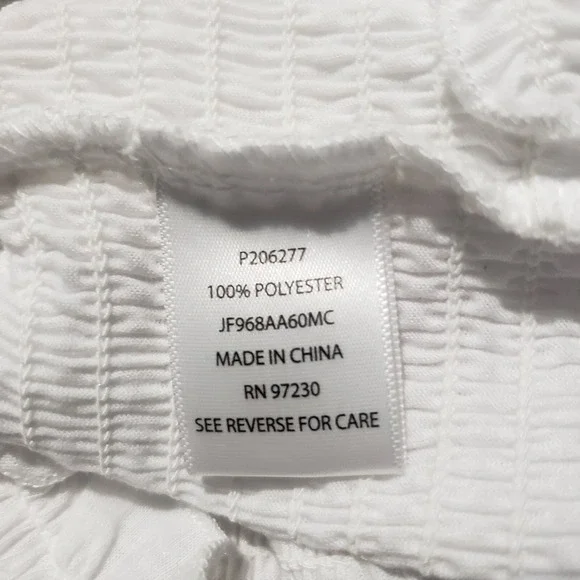 P206277
100% POLYESTER
JF968AA60MC
MADE IN CHINA
RN 97230
SEE REVERSE FOR CARE